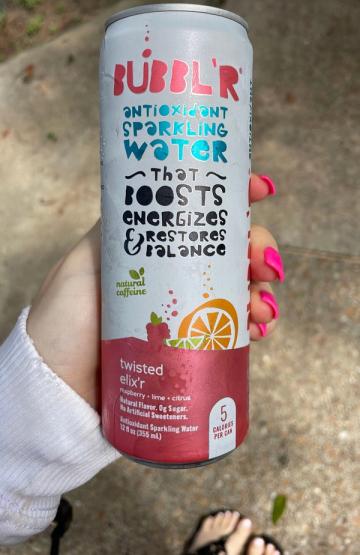 BUBBL'R
antioxidant
SPARKLING
water
~THAT~
BOOSTS
energizes
& RESTORES
BALANCE
natural
caffeine
twisted
elix'r
raspberry • lime • citrus
Natural Flavor. 0g Sugar.
No Artificial Sweeteners.
Antioxidant Sparkling Water
12 fl oz (355 mL)
5
CALORIES
PER CAN